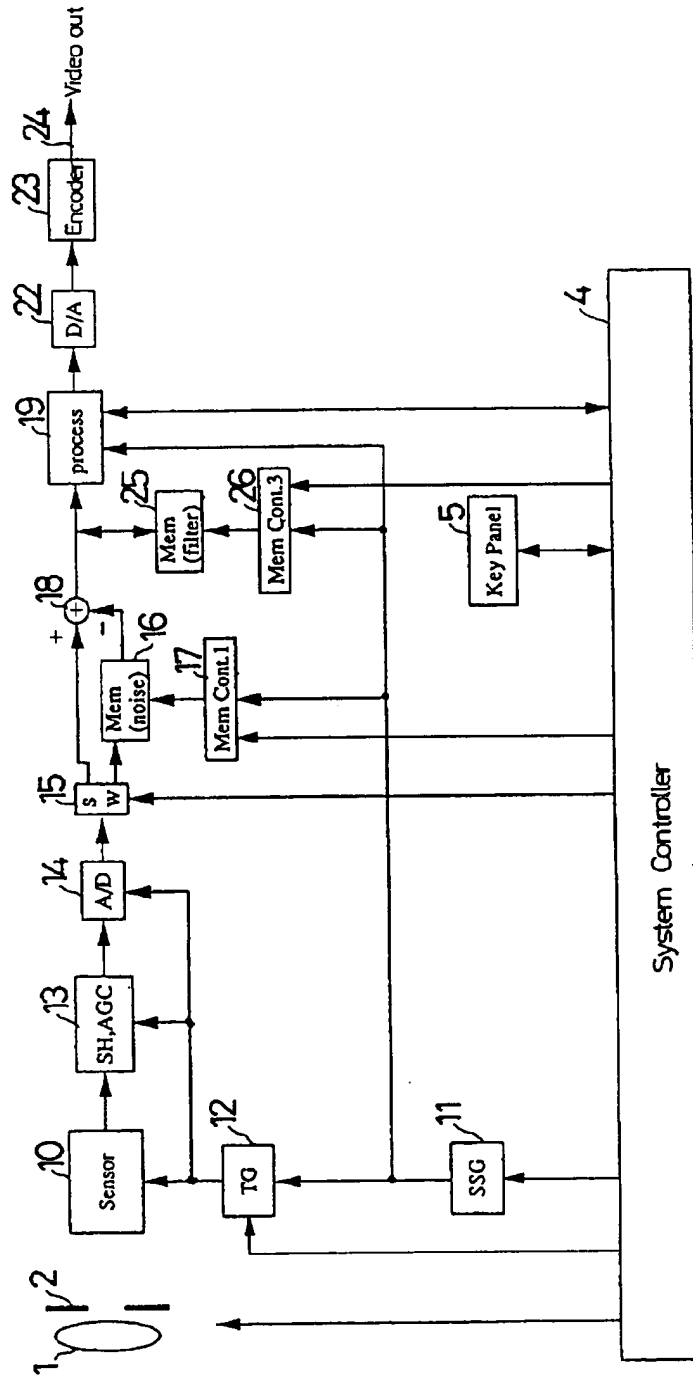 1
2
10
Sensor
13
SH,AGC
14
A/D
15
S
W
+
18
+
-
16
Mem
(noise)
17
Mem Cont.1
19
process
25
Mem
(filter)
26
Mem Cont.3
22
D/A
23
Encoder
24
Video out
12
TG
11
SSG
5
Key Panel
4
System Controller